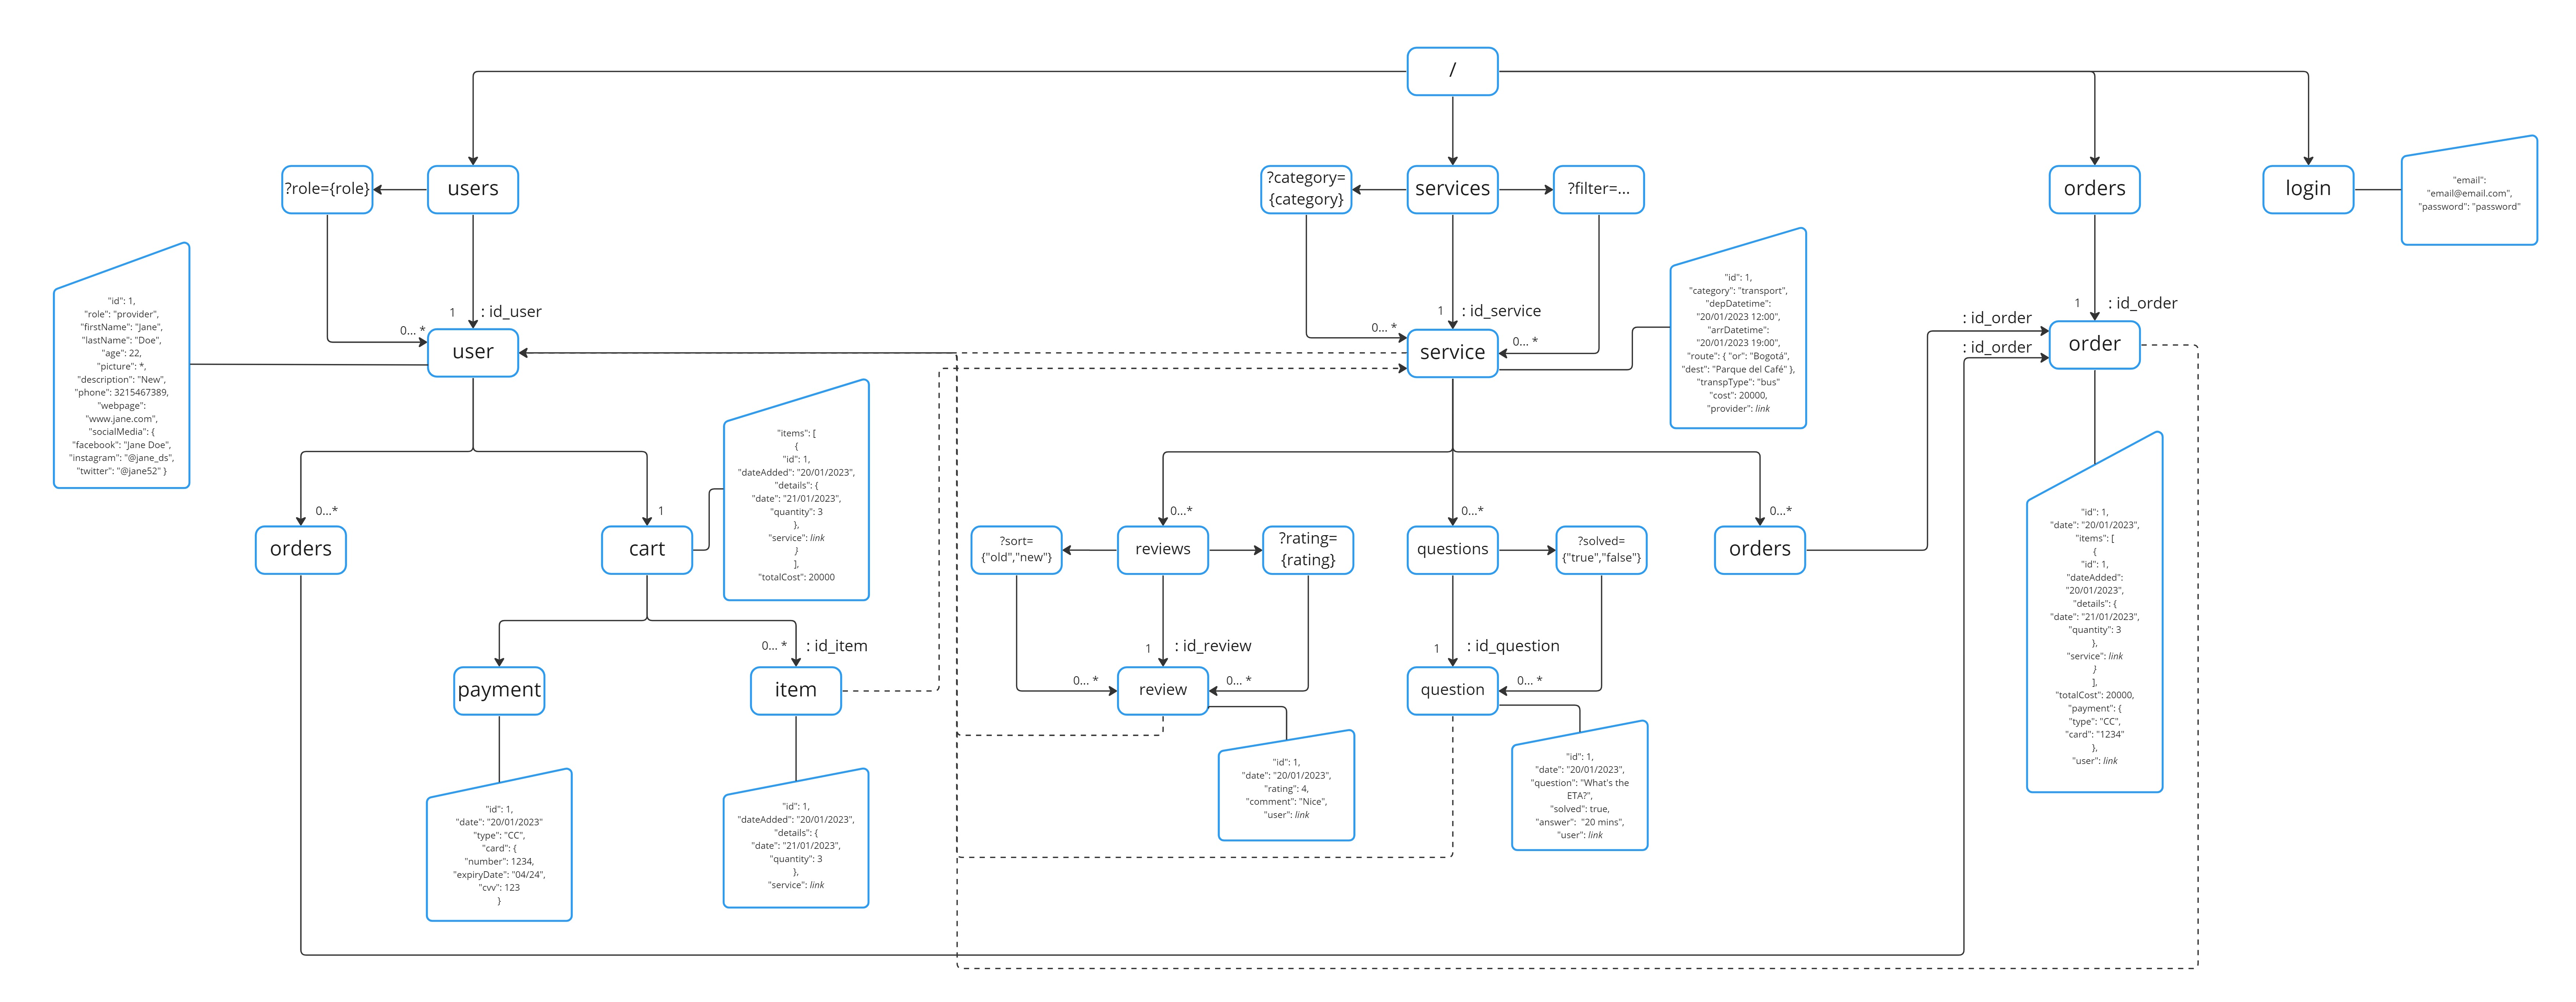 /
?role={role}
users
?category=
{category}
services
?filter=...
orders
login
"email":
"email@email.com",
"password": "password"
"id": 1,
"role": "provider",
"firstName": "Jane",
"lastName": "Doe",
"age": 22,
"picture": *,
"description": "New",
"phone": 3215467389,
"webpage":
"www.jane.com",
"socialMedia": {
"facebook": "Jane Doe",
"instagram": "@jane_ds",
"twitter": "@jane52" }
1
: id_user
0... *
user
1
: id_service
0... *
0... *
service
"id": 1,
"category": "transport",
"depDatetime":
"20/01/2023 12:00",
"arrDatetime":
"20/01/2023 19:00",
"route": { "or": "Bogotá",
"dest": "Parque del Café" },
"transpType": "bus"
"cost": 20000,
"provider": link
1
: id_order
: id_order
: id_order
order
0...*
orders
1
cart
"items": [
{
"id": 1,
"dateAdded": "20/01/2023",
"details": {
"date": "21/01/2023",
"quantity": 3
},
"service": link
}
],
"totalCost": 20000
0...*
?sort=
{"old","new"}
reviews
?rating=
{rating}
0...*
questions
?solved=
{"true","false"}
0...*
orders
"id": 1,
"date": "20/01/2023",
"items": [
{
"id": 1,
"dateAdded":
"20/01/2023",
"details": {
"date": "21/01/2023",
"quantity": 3
},
"service": link
}
],
"totalCost": 20000,
"payment": {
"type": "CC",
"card": "1234"
},
"user": link
payment
0... *
: id_item
item
1
: id_review
0... *
0... *
review
1
: id_question
0... *
question
"id": 1,
"date": "20/01/2023"
"type": "CC",
"card": {
"number": 1234,
"expiryDate": "04/24",
"cvv": 123
}
"id": 1,
"dateAdded": "20/01/2023",
"details": {
"date": "21/01/2023",
"quantity": 3
},
"service": link
"id": 1,
"date": "20/01/2023",
"rating": 4,
"comment": "Nice",
"user": link
"id": 1,
"date": "20/01/2023",
"question": "What's the
ETA?",
"solved": true,
"answer":  "20 mins",
"user": link